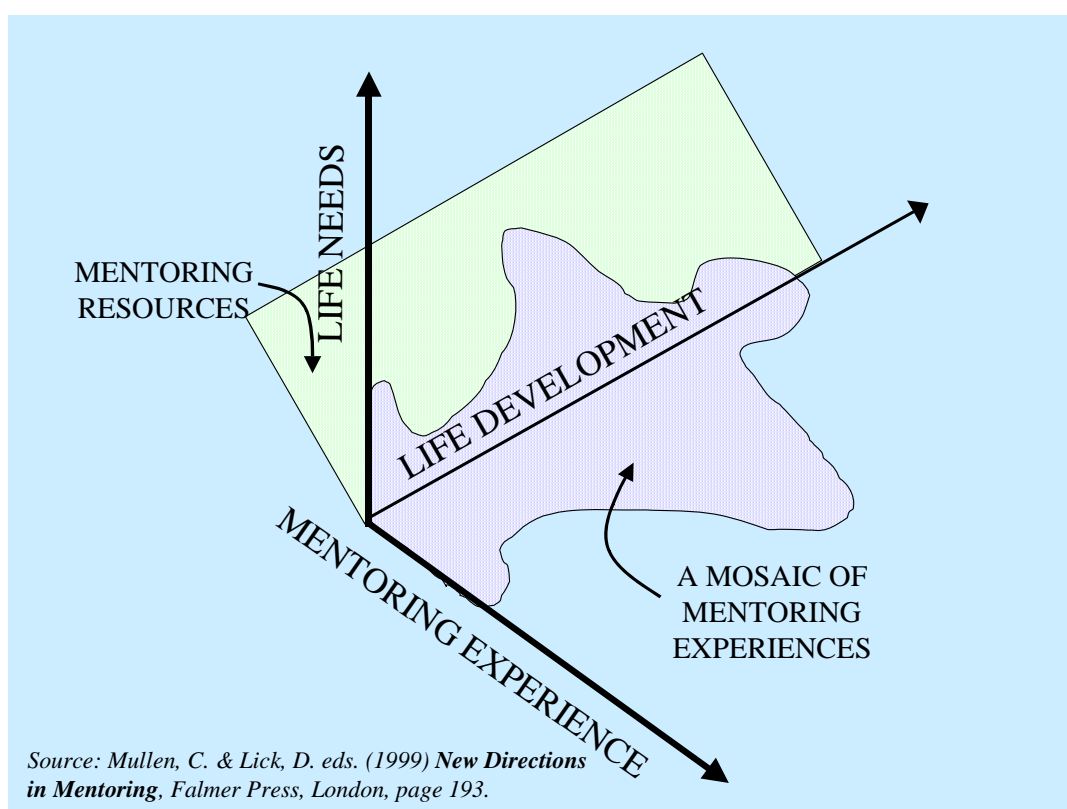 LIFE NEEDS
MENTORING
RESOURCES
LIFE DEVELOPMENT
MENTORING EXPERIENCE
A MOSAIC OF
MENTORING
EXPERIENCES
Source: Mullen, C. & Lick, D. eds. (1999) New Directions
in Mentoring, Falmer Press, London, page 193.